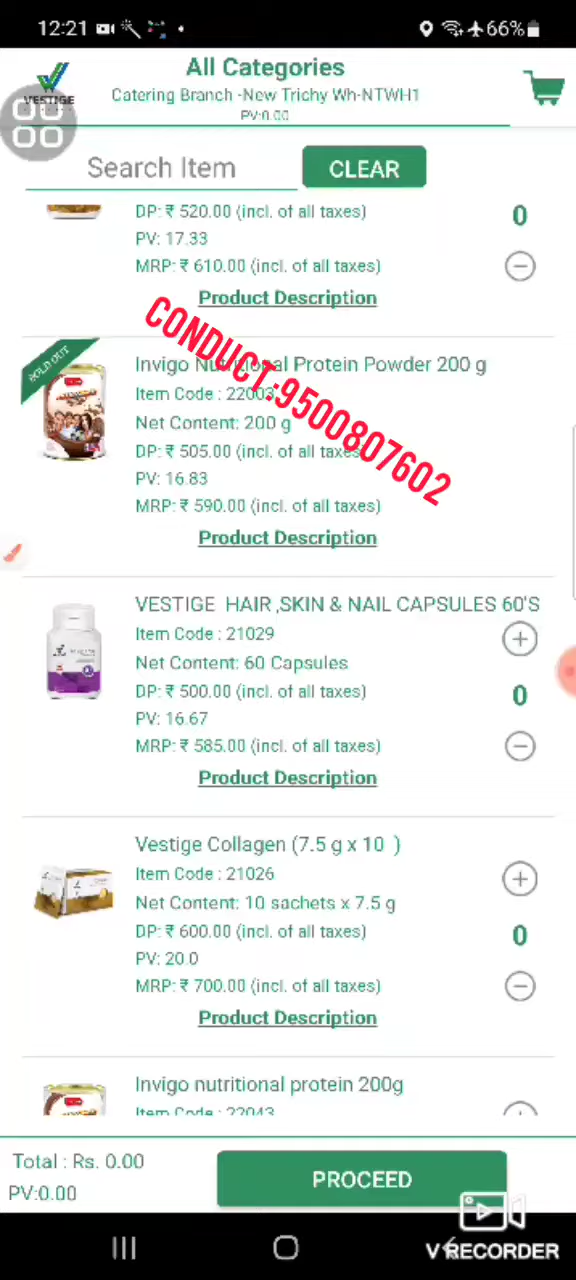 12:21
66%
All Categories
VESTIGE
Catering Branch -New Trichy Wh-NTWH1
PV:0.00
Search Item
CLEAR
DP: ₹ 520.00 (incl. of all taxes)
0
PV: 17.33
MRP: ₹ 610.00 (incl. of all taxes)
Product Description
CONDUCT:9500807602
SOLD OUT
Invigo Nutritional Protein Powder 200 g
Item Code : 22003
Net Content: 200 g
DP: ₹ 505.00 (incl. of all taxes)
PV: 16.83
MRP: ₹ 590.00 (incl. of all taxes)
Product Description
VESTIGE HAIR ,SKIN & NAIL CAPSULES 60'S
Item Code : 21029
Net Content: 60 Capsules
DP: ₹ 500.00 (incl. of all taxes)
0
PV: 16.67
MRP: ₹ 585.00 (incl. of all taxes)
Product Description
Vestige Collagen (7.5 g x 10 )
Item Code : 21026
Net Content: 10 sachets x 7.5 g
DP: ₹ 600.00 (incl. of all taxes)
0
PV: 20.0
MRP: ₹ 700.00 (incl. of all taxes)
Product Description
Invigo nutritional protein 200g
Item Code : 22043
Total : Rs. 0.00
PV:0.00
PROCEED
V RECORDER